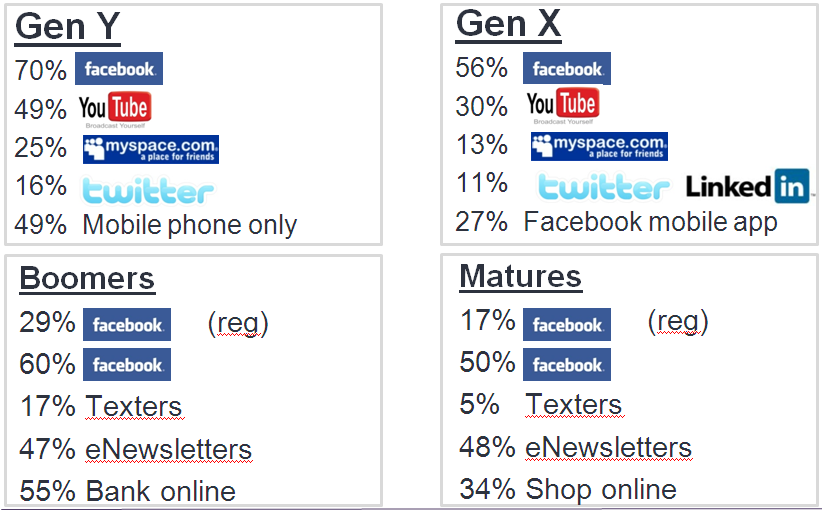 Gen Y
70% facebook
49% YouTube
Broadcast Yourself
25% myspace.com
a place for friends
16% twitter
49% Mobile phone only
Gen X
56% facebook
30% YouTube
Broadcast Yourself
13% myspace.com
a place for friends
11% twitter LinkedIn
27% Facebook mobile app
Boomers
29% facebook (reg)
60% facebook
17% Texters
47% eNewsletters
55% Bank online
Matures
17% facebook (reg)
50% facebook
5% Texters
48% eNewsletters
34% Shop online